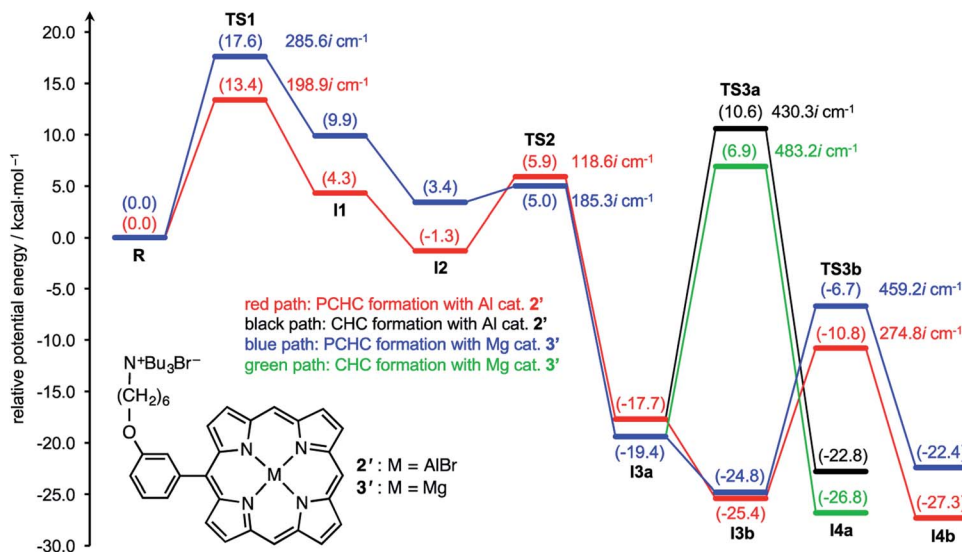 relative potential energy / kcal·mol⁻¹
20.0
15.0
10.0
5.0
0.0
-5.0
-10.0
-15.0
-20.0
-25.0
-30.0
TS1
(17.6) 285.6i cm⁻¹
(13.4) 198.9i cm⁻¹
(9.9)
(4.3)
I1
(3.4)
(-1.3)
I2
(0.0)
(0.0)
R
TS2
(5.9) 118.6i cm⁻¹
(5.0) 185.3i cm⁻¹
TS3a
(10.6) 430.3i cm⁻¹
(6.9) 483.2i cm⁻¹
TS3b
(-6.7) 459.2i cm⁻¹
(-10.8) 274.8i cm⁻¹
(-17.7)
(-19.4)
I3a
(-24.8)
(-25.4)
I3b
(-22.8)
(-26.8)
I4a
(-22.4)
(-27.3)
I4b
red path: PCHC formation with Al cat. 2'
black path: CHC formation with Al cat. 2'
blue path: PCHC formation with Mg cat. 3'
green path: CHC formation with Mg cat. 3'
N⁺Bu₃Br⁻
(CH₂)₆
O
N
N
M
N
N
2' : M = AlBr
3' : M = Mg